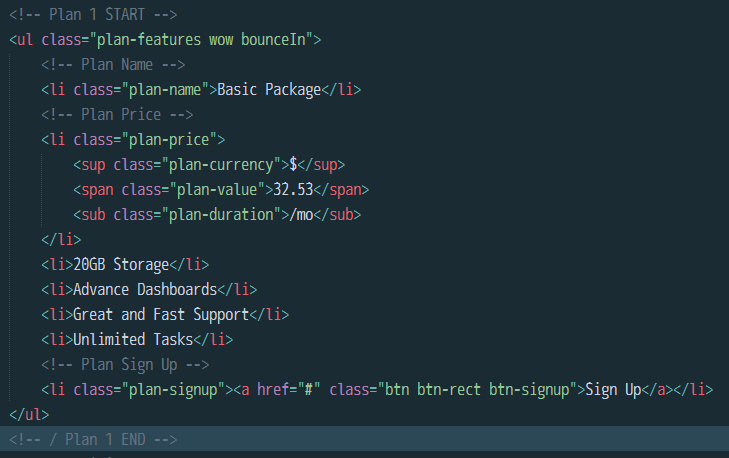 <!-- Plan 1 START -->
<ul class="plan-features wow bounceIn">
    <!-- Plan Name -->
    <li class="plan-name">Basic Package</li>
    <!-- Plan Price -->
    <li class="plan-price">
        <sup class="plan-currency">$</sup>
        <span class="plan-value">32.53</span>
        <sub class="plan-duration">/mo</sub>
    </li>
    <li>20GB Storage</li>
    <li>Advance Dashboards</li>
    <li>Great and Fast Support</li>
    <li>Unlimited Tasks</li>
    <!-- Plan Sign Up -->
    <li class="plan-signup"><a href="#" class="btn btn-rect btn-signup">Sign Up</a></li>
</ul>
<!-- / Plan 1 END -->